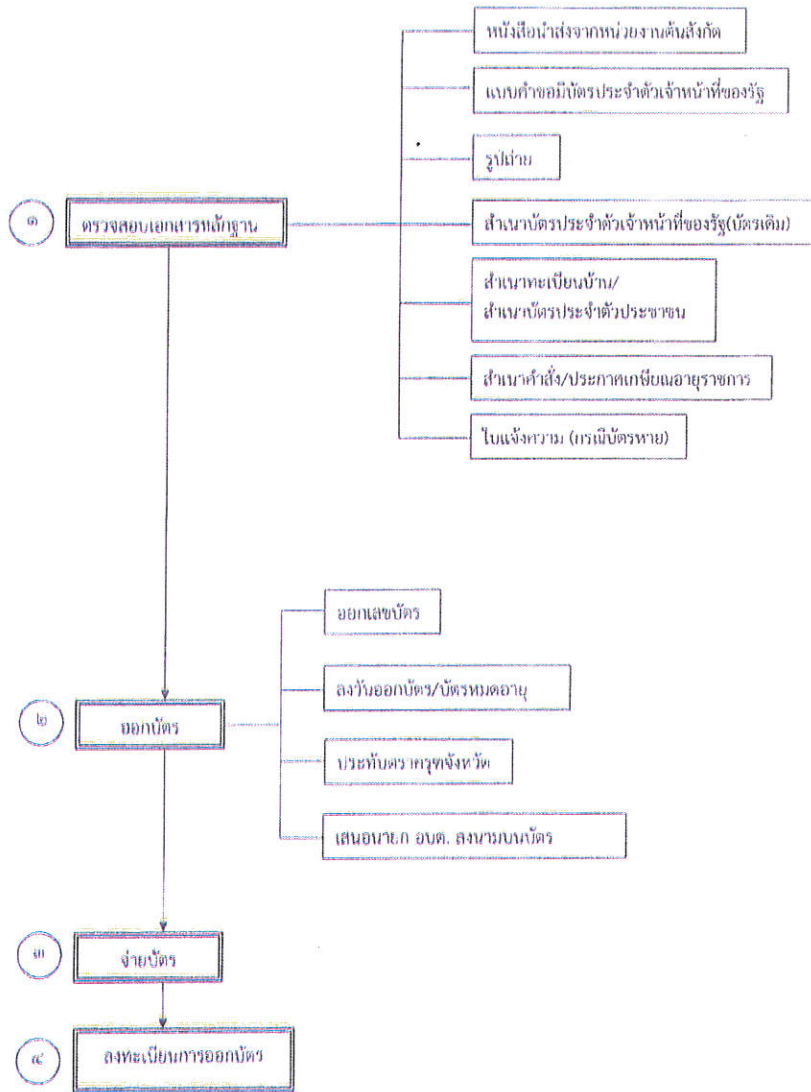 หนังสือนำส่งจากหน่วยงานต้นสังกัด
แบบคำขอมีบัตรประจำตัวเจ้าหน้าที่ของรัฐ
รูปถ่าย
๑
ตรวจสอบเอกสารหลักฐาน
สำเนาบัตรประจำตัวเจ้าหน้าที่ของรัฐ(บัตรเดิม)
สำเนาทะเบียนบ้าน/
สำเนาบัตรประจำตัวประชาชน
สำเนาคำสั่ง/ประกาศเกษียณอายุราชการ
ใบแจ้งความ (กรณีบัตรหาย)
ออกเลขบัตร
ลงวันออกบัตร/บัตรหมดอายุ
๒
ออกบัตร
ประทับตราครุฑจังหวัด
เสนอนายก อบต. ลงนามบนบัตร
๓
จ่ายบัตร
๔
ลงทะเบียนการออกบัตร